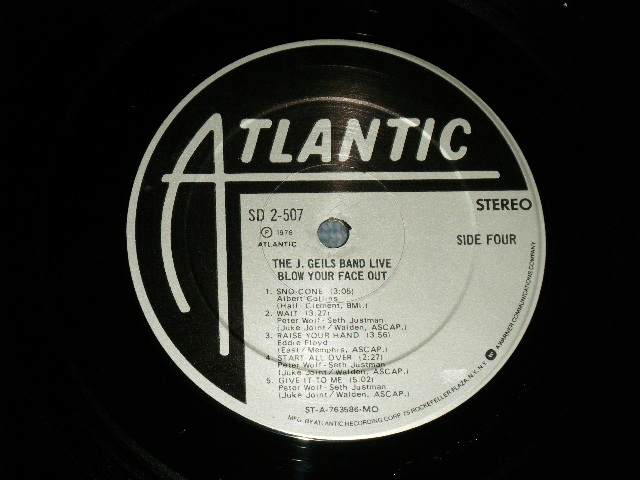 ATLANTIC
STEREO
SD 2-507
SIDE FOUR
Ⓟ 1976
ATLANTIC
THE J. GEILS BAND LIVE
BLOW YOUR FACE OUT
1. SNO-CONE (3:05)
Albert Collins
(Hall-Clement, BMI.)
2. WAIT (3:27)
Peter Wolf-Seth Justman
(Juke Joint/Walden, ASCAP.)
3. RAISE YOUR HAND (3:56)
Eddie Floyd
(East/Memphis, ASCAP.)
4. START ALL OVER (2:27)
Peter Wolf-Seth Justman
(Juke Joint/Walden, ASCAP.)
5. GIVE IT TO ME (5:02)
Peter Wolf-Seth Justman
(Juke Joint/Walden, ASCAP.)
ST-A-763586-MO
MFG. BY ATLANTIC RECORDING CORP. 75 ROCKEFELLER PLAZA, N.Y., N.Y. A WARNER COMMUNICATIONS COMPANY